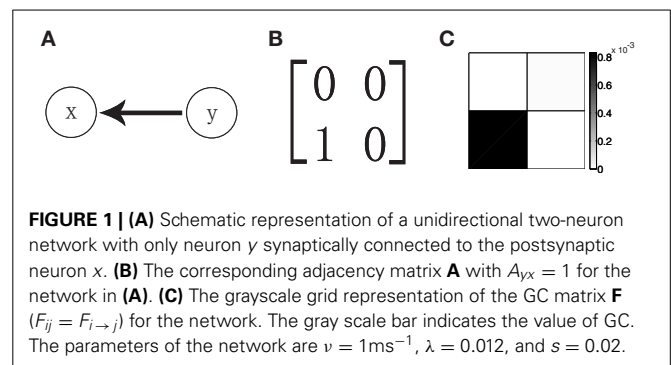 A
B
C
x
y
0 0
1 0
x 10⁻³
0.8
0.6
0.4
0.2
0
FIGURE 1 | (A) Schematic representation of a unidirectional two-neuron
network with only neuron y synaptically connected to the postsynaptic
neuron x. (B) The corresponding adjacency matrix A with Ayx = 1 for the
network in (A). (C) The grayscale grid representation of the GC matrix F
(Fij = Fi→j) for the network. The gray scale bar indicates the value of GC.
The parameters of the network are ν = 1ms⁻¹, λ = 0.012, and s = 0.02.